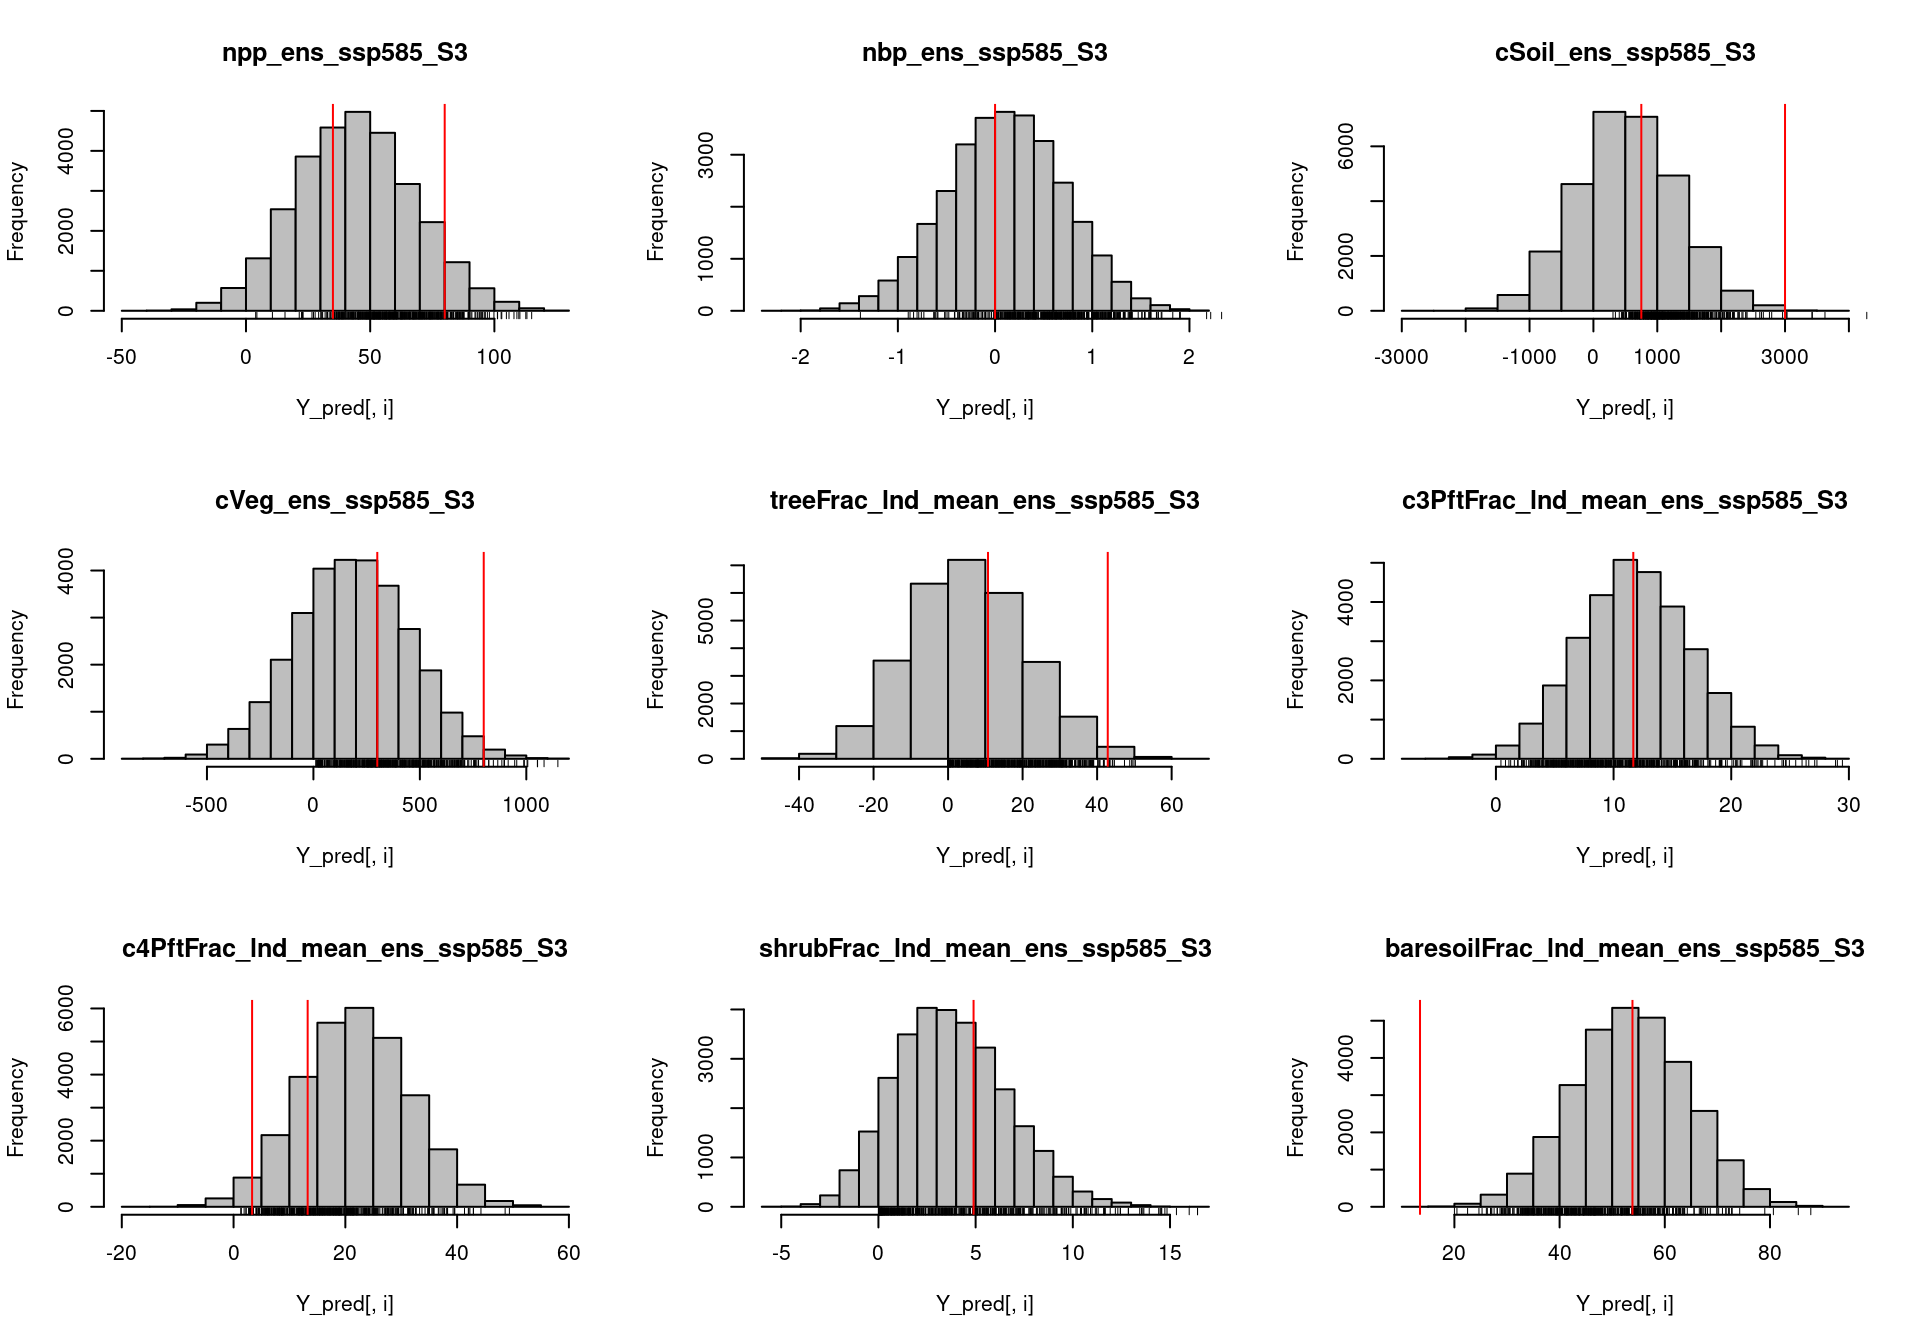 npp_ens_ssp585_S3
Frequency
0 2000 4000
-50 0 50 100
Y_pred[, i]
nbp_ens_ssp585_S3
Frequency
0 1000 3000
-2 -1 0 1 2
Y_pred[, i]
cSoil_ens_ssp585_S3
Frequency
0 2000 6000
-3000 -1000 0 1000 3000
Y_pred[, i]
cVeg_ens_ssp585_S3
Frequency
0 2000 4000
-500 0 500 1000
Y_pred[, i]
treeFrac_lnd_mean_ens_ssp585_S3
Frequency
0 2000 5000
-40 -20 0 20 40 60
Y_pred[, i]
c3PftFrac_lnd_mean_ens_ssp585_S3
Frequency
0 2000 4000
0 10 20 30
Y_pred[, i]
c4PftFrac_lnd_mean_ens_ssp585_S3
Frequency
0 2000 4000 6000
-20 0 20 40 60
Y_pred[, i]
shrubFrac_lnd_mean_ens_ssp585_S3
Frequency
0 1000 3000
-5 0 5 10 15
Y_pred[, i]
baresoilFrac_lnd_mean_ens_ssp585_S3
Frequency
0 2000 4000
20 40 60 80
Y_pred[, i]